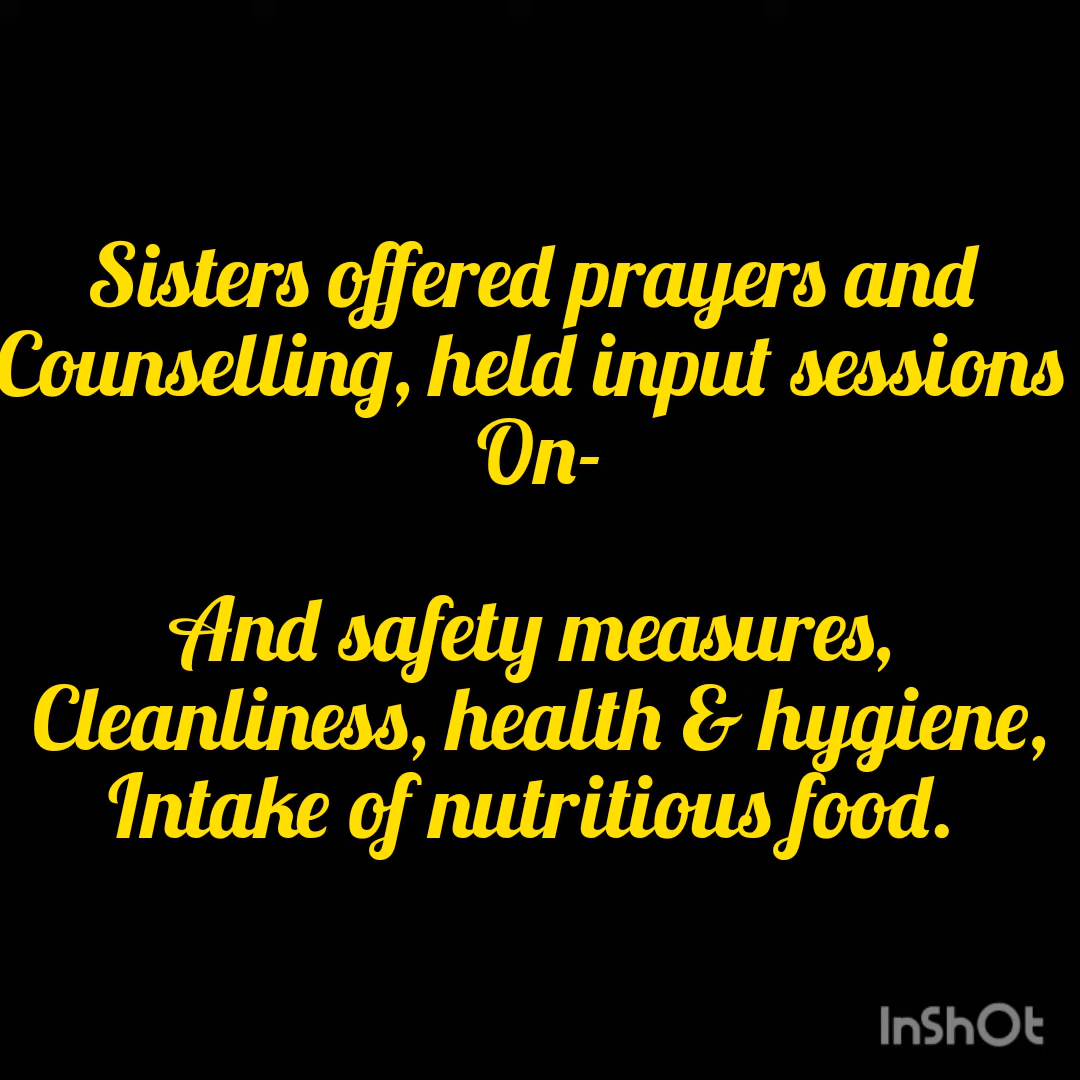 Sisters offered prayers and
Counselling, held input sessions
On-
And safety measures,
Cleanliness, health & hygiene,
Intake of nutritious food.
InShOt